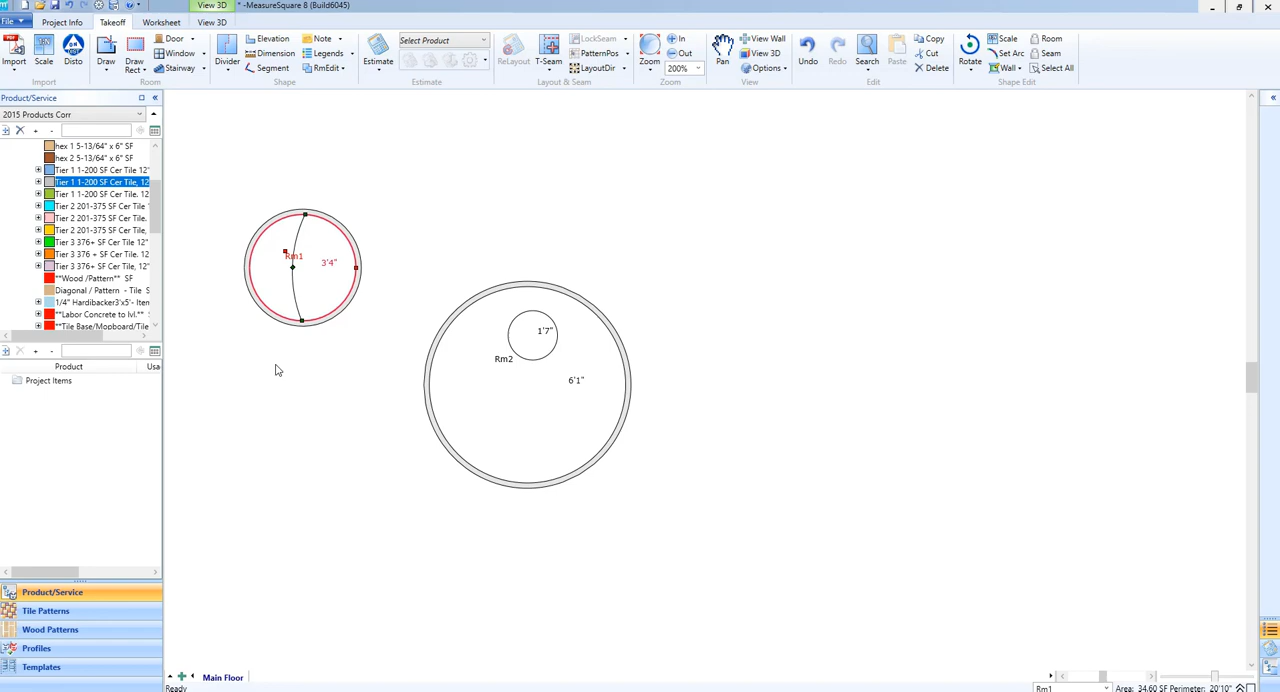 View 3D * ~MeasureSquare 8 (Build6045)
File Project Info Takeoff Worksheet View 3D
Import Scale Disto Draw Draw Rect Door Window Stairway
Divider Elevation Dimension Segment Note Legends RmEdit
Estimate Select Product ReLayout T-Seam LockSeam PatternPos LayoutDir
Zoom In Out 200% Pan View Wall View 3D Options
Undo Redo Search Paste Copy Cut Delete
Rotate Scale Set Arc Wall Room Seam Select All
Import Room Shape Estimate Layout & Seam Zoom View Edit Shape Edit
Product/Service
2015 Products Corr
hex 1 5-13/64" x 6" SF
hex 2 5-13/64" x 6" SF
Tier 1 1-200 SF Cer Tile 12"
Tier 1 1-200 SF Cer Tile, 12
Tier 1 1-200 SF Cer Tile. 12
Tier 2 201-375 SF Cer Tile
Tier 2 201-375 SF Cer Tile.
Tier 2 201-375 SF Cer Tile.
Tier 3 376+ SF Cer Tile 12"
Tier 3 376 + SF Cer Tile. 12
Tier 3 376+ SF Cer Tile, 12"
**Wood /Pattern** SF
Diagonal / Pattern - Tile S
1/4" Hardibacker3'x5'- Iten
**Labor Concrete to lvl.** S
**Tile Base/Mopboard/Tile
Product Usa
Project Items
Product/Service
Tile Patterns
Wood Patterns
Profiles
Templates
Rm1
3'4"
1'7"
Rm2
6'1"
Main Floor
Ready
Rm1 Area: 34.60 SF Perimeter: 20'10"